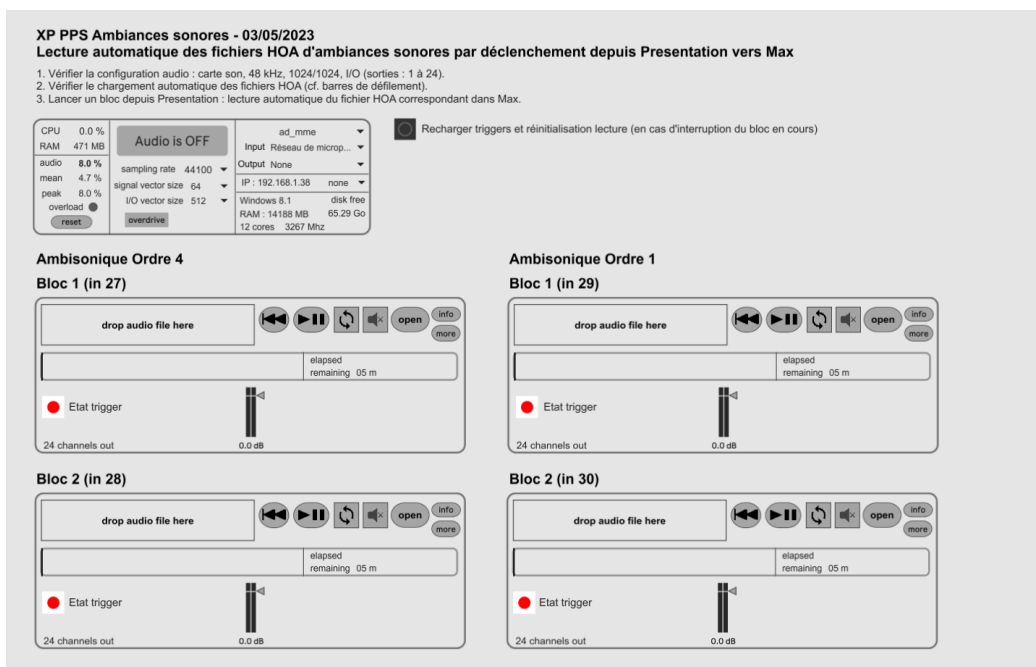 XP PPS Ambiances sonores - 03/05/2023
Lecture automatique des fichiers HOA d'ambiances sonores par déclenchement depuis Presentation vers Max
1. Vérifier la configuration audio : carte son, 48 kHz, 1024/1024, I/O (sorties : 1 à 24).
2. Vérifier le chargement automatique des fichiers HOA (cf. barres de défilement).
3. Lancer un bloc depuis Presentation : lecture automatique du fichier HOA correspondant dans Max.
CPU 0.0 %
RAM 471 MB
audio 8.0 %
mean 4.7 %
peak 8.0 %
overload
reset
Audio is OFF
sampling rate 44100
signal vector size 64
I/O vector size 512
overdrive
ad_mme
Input Réseau de microp...
Output None
IP : 192.168.1.38 none
Windows 8.1 disk free
RAM : 14188 MB 65.29 Go
12 cores 3267 Mhz
Recharger triggers et réinitialisation lecture (en cas d'interruption du bloc en cours)
Ambisonique Ordre 4
Bloc 1 (in 27)
drop audio file here
open
info
more
elapsed
remaining 05 m
Etat trigger
24 channels out
0.0 dB
Bloc 2 (in 28)
drop audio file here
open
info
more
elapsed
remaining 05 m
Etat trigger
24 channels out
0.0 dB
Ambisonique Ordre 1
Bloc 1 (in 29)
drop audio file here
open
info
more
elapsed
remaining 05 m
Etat trigger
24 channels out
0.0 dB
Bloc 2 (in 30)
drop audio file here
open
info
more
elapsed
remaining 05 m
Etat trigger
24 channels out
0.0 dB